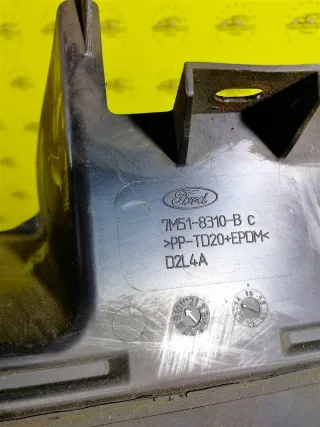 Ford
7M51-8310-B C
>PP-TD20+EPDM<
D2L4A